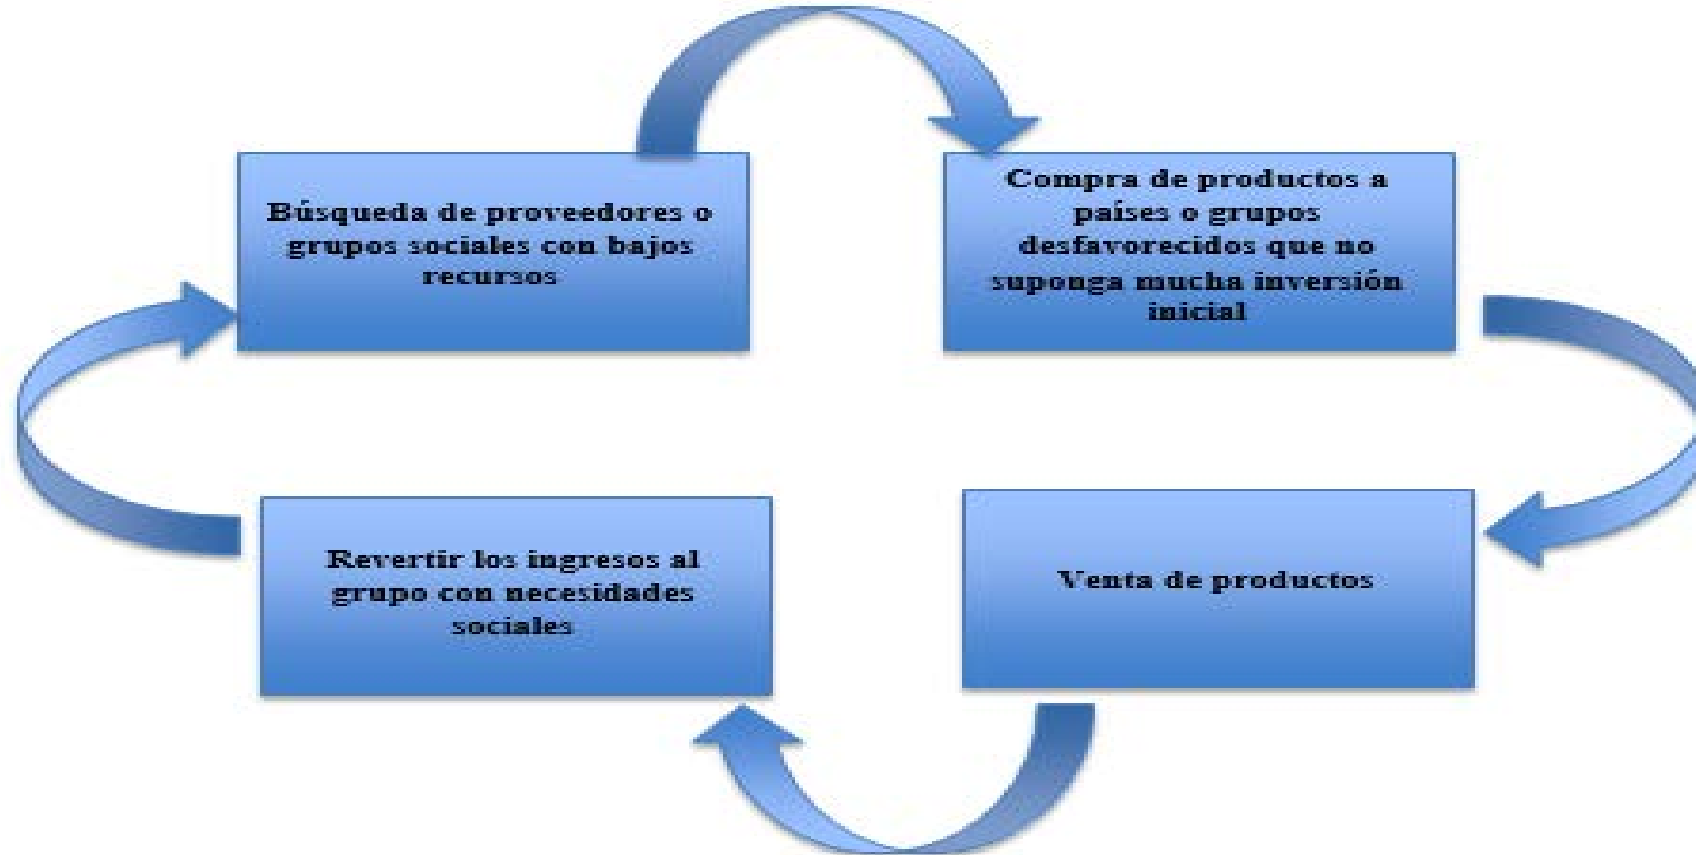 Búsqueda de proveedores o
grupos sociales con bajos
recursos
Compra de productos a
países o grupos
desfavorecidos que no
suponga mucha inversión
inicial
Revertir los ingresos al
grupo con necesidades
sociales
Venta de productos